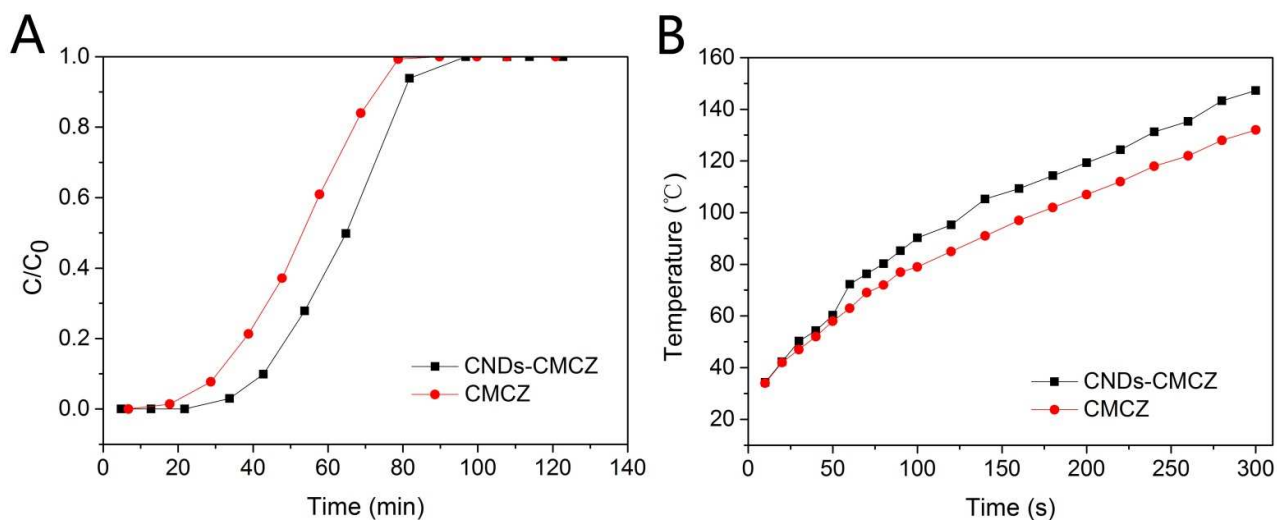 A
C/C0
1.0
0.8
0.6
0.4
0.2
0.0
CNDs-CMCZ
CMCZ
0 20 40 60 80 100 120 140
Time (min)
B
Temperature (℃)
160
140
120
100
80
60
40
20
CNDs-CMCZ
CMCZ
0 50 100 150 200 250 300
Time (s)